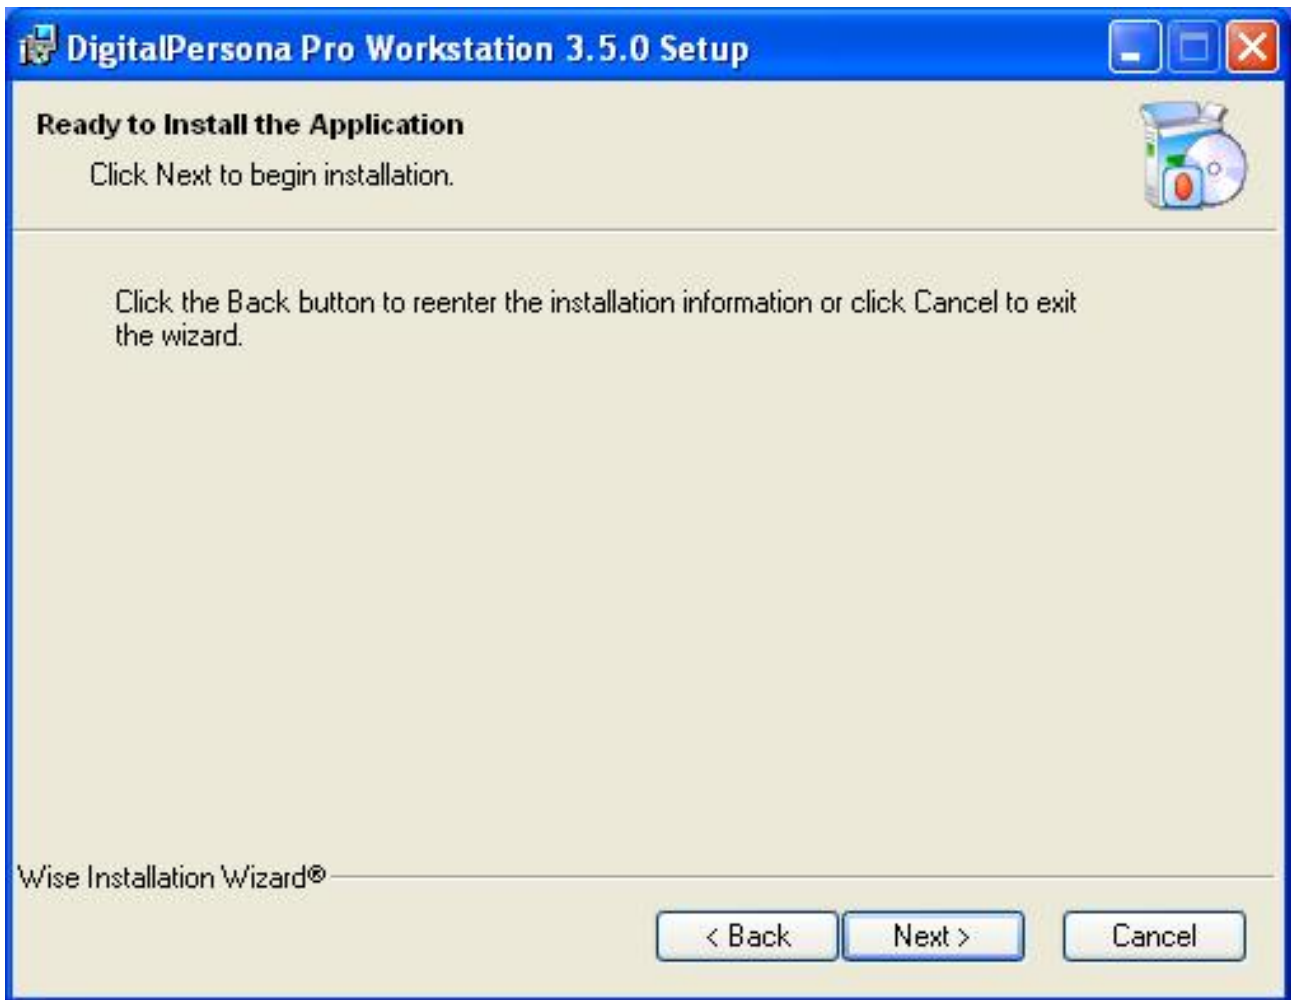 DigitalPersona Pro Workstation 3.5.0 Setup
Ready to Install the Application
Click Next to begin installation.
Click the Back button to reenter the installation information or click Cancel to exit
the wizard.
Wise Installation Wizard®
< Back Next > Cancel